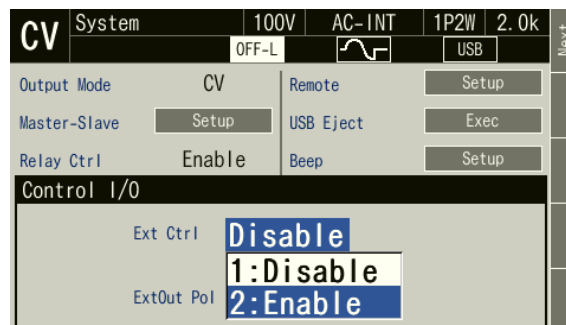 CV System 100V AC-INT 1P2W 2.0k
OFF-L USB
Next
Output Mode CV Remote Setup
Master-Slave Setup USB Eject Exec
Relay Ctrl Enable Beep Setup
Control I/O
Ext Ctrl Disable
1:Disable
ExtOut Pol 2:Enable